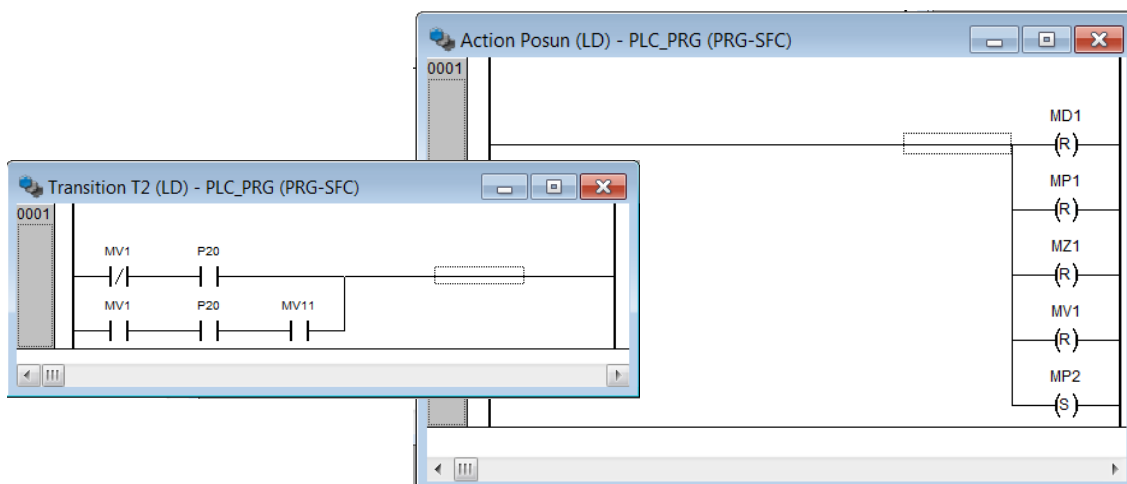 Action Posun (LD) - PLC_PRG (PRG-SFC)
0001
MD1
(R)
MP1
(R)
MZ1
(R)
MV1
(R)
MP2
(S)
Transition T2 (LD) - PLC_PRG (PRG-SFC)
0001
MV1 P20
MV1 P20 MV11